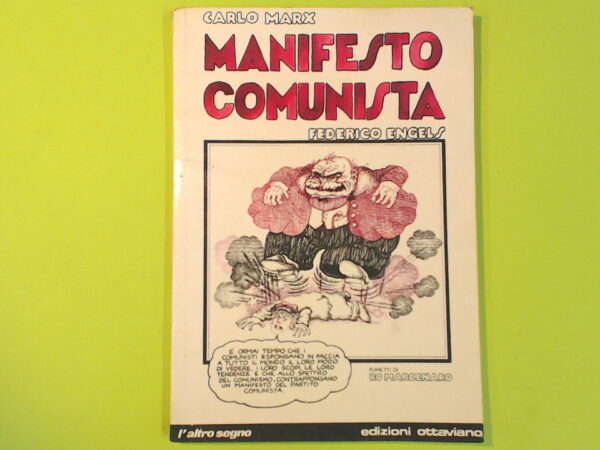 CARLO MARX
MANIFESTO
COMUNISTA
FEDERICO ENGELS
È ORMAI TEMPO CHE I
COMUNISTI ESPONGANO IN FACCIA
A TUTTO IL MONDO IL LORO MODO
DI VEDERE, I LORO SCOPI, LE LORO
TENDENZE E CHE ALLO SPETTRO
DEL COMUNISMO, CONTRAPPONGANO
UN MANIFESTO DEL PARTITO
COMUNISTA.
FUMETTI DI
RO MARCENARO
l'altro segno
edizioni ottaviano